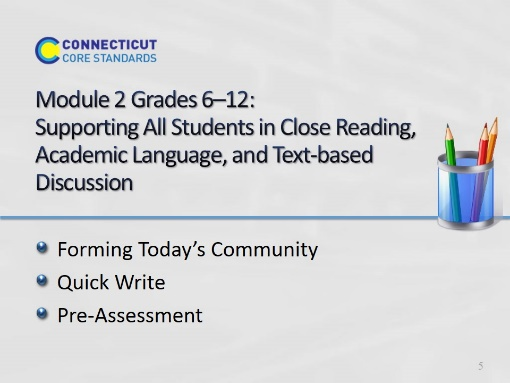 CONNECTICUT
CORE STANDARDS
Module 2 Grades 6–12:
Supporting All Students in Close Reading,
Academic Language, and Text-based
Discussion
Forming Today’s Community
Quick Write
Pre-Assessment
5